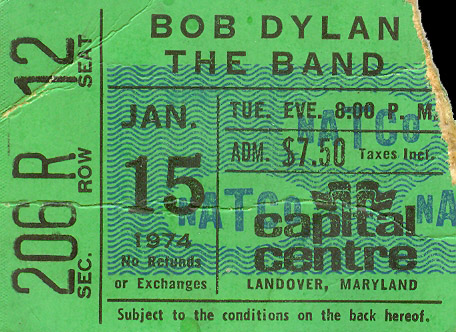 12 SEAT
R ROW
206 SEC.
BOB DYLAN
THE BAND
JAN.
15
1974
No Refunds
or Exchanges
TUE. EVE. 8:00 P. M.
NATCo
ADM. $7.50 Taxes Incl.
NATCo NA
capital
centre
LANDOVER, MARYLAND
Subject to the conditions on the back hereof.